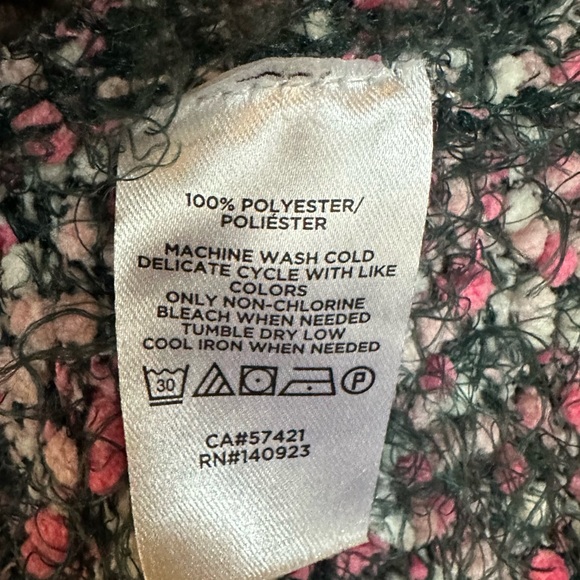 100% POLYESTER/
POLIÉSTER
MACHINE WASH COLD
DELICATE CYCLE WITH LIKE
COLORS
ONLY NON-CHLORINE
BLEACH WHEN NEEDED
TUMBLE DRY LOW
COOL IRON WHEN NEEDED
30 P
CA#57421
RN#140923